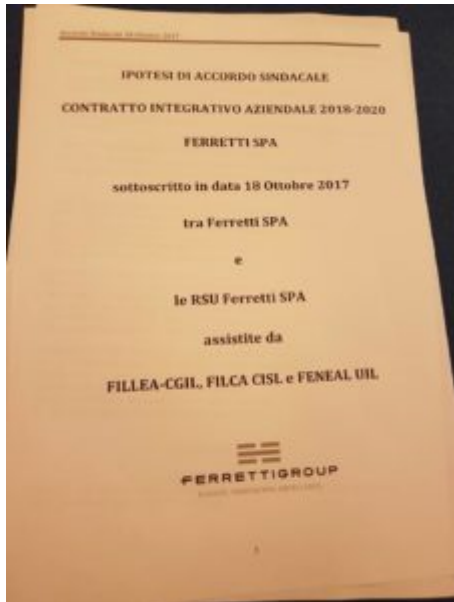 IPOTESI DI ACCORDO SINDACALE
CONTRATTO INTEGRATIVO AZIENDALE 2018-2020
FERRETTI SPA
sottoscritto in data 18 Ottobre 2017
tra Ferretti SPA
e
le RSU Ferretti SPA
assistite da
FILLEA-CGIL, FILCA CISL e FENEAL UIL
FERRETTIGROUP